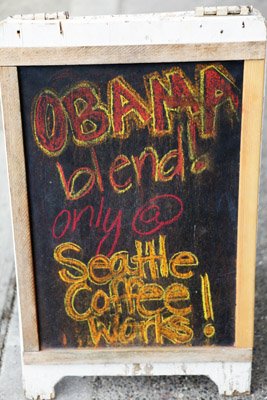 OBAMA
blend!
only @
Seattle
Coffee
Works!